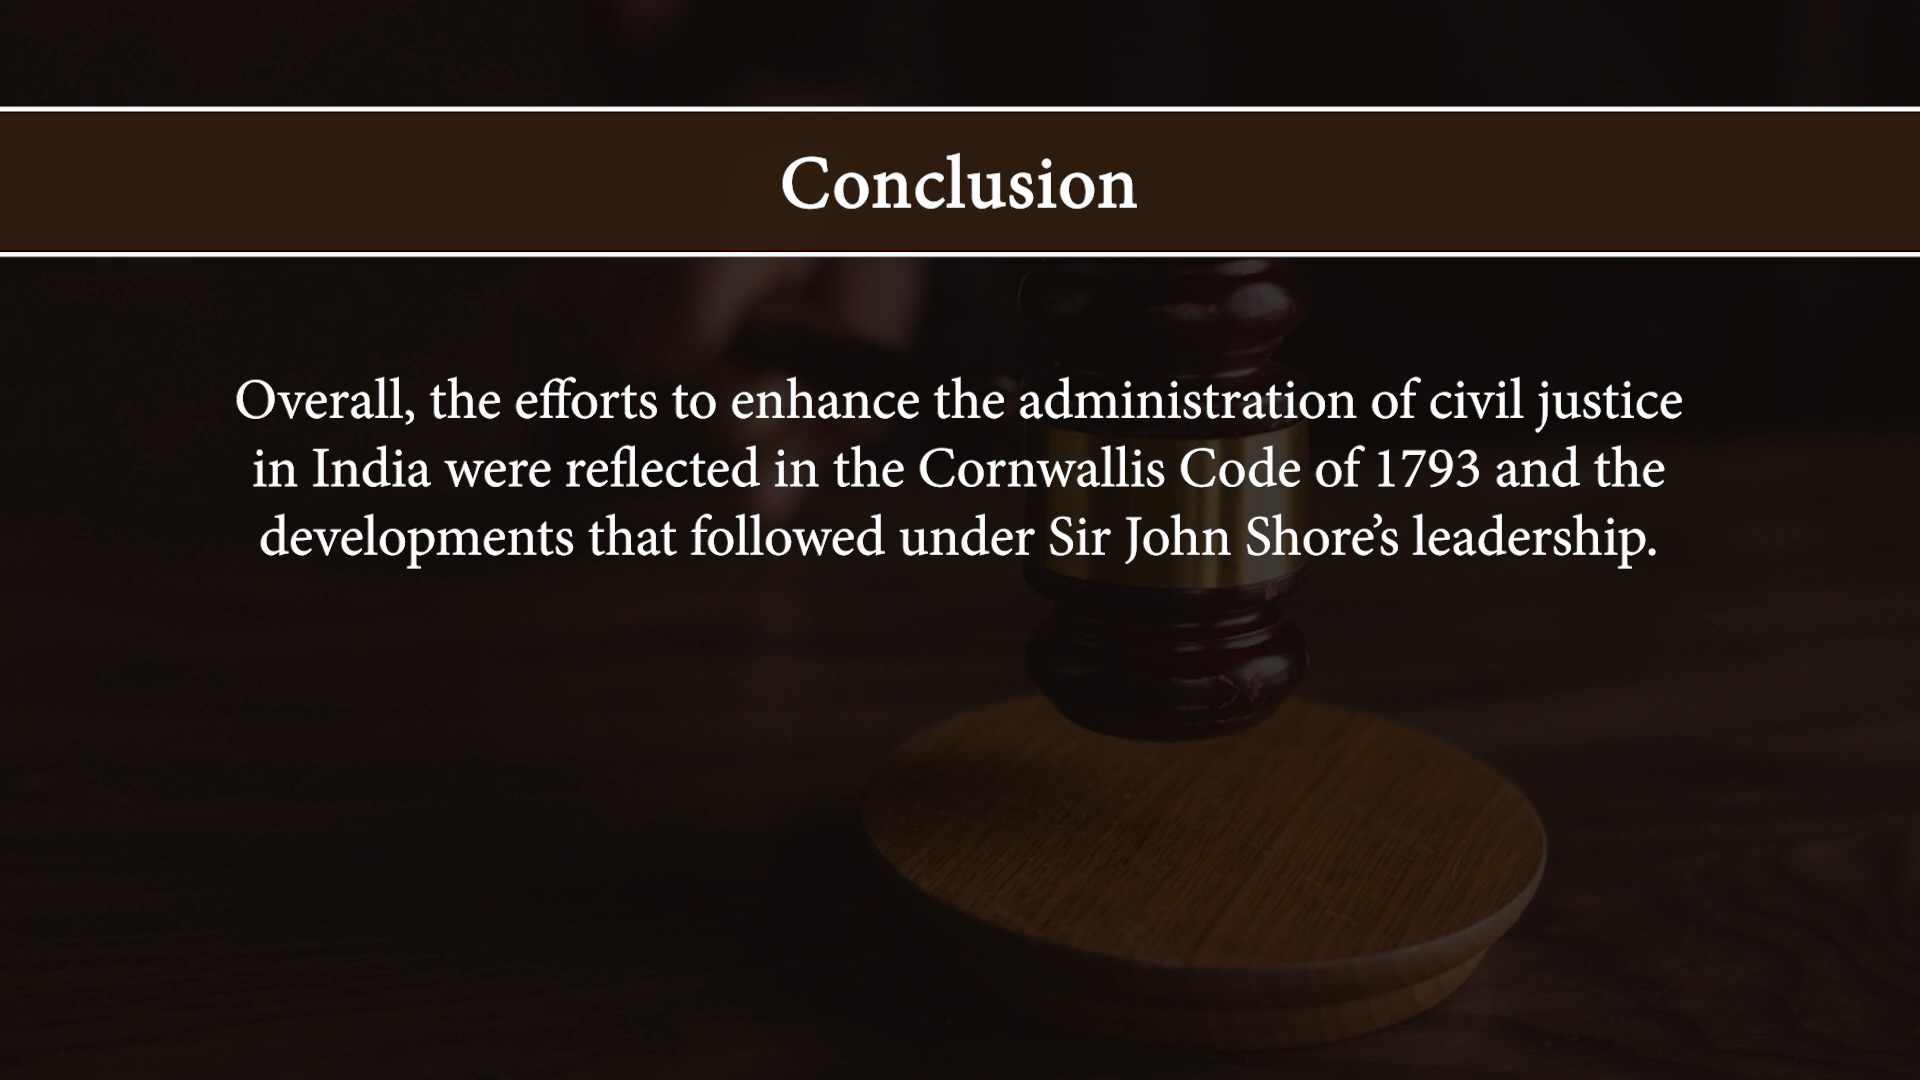 Conclusion
Overall, the efforts to enhance the administration of civil justice
in India were reflected in the Cornwallis Code of 1793 and the
developments that followed under Sir John Shore’s leadership.